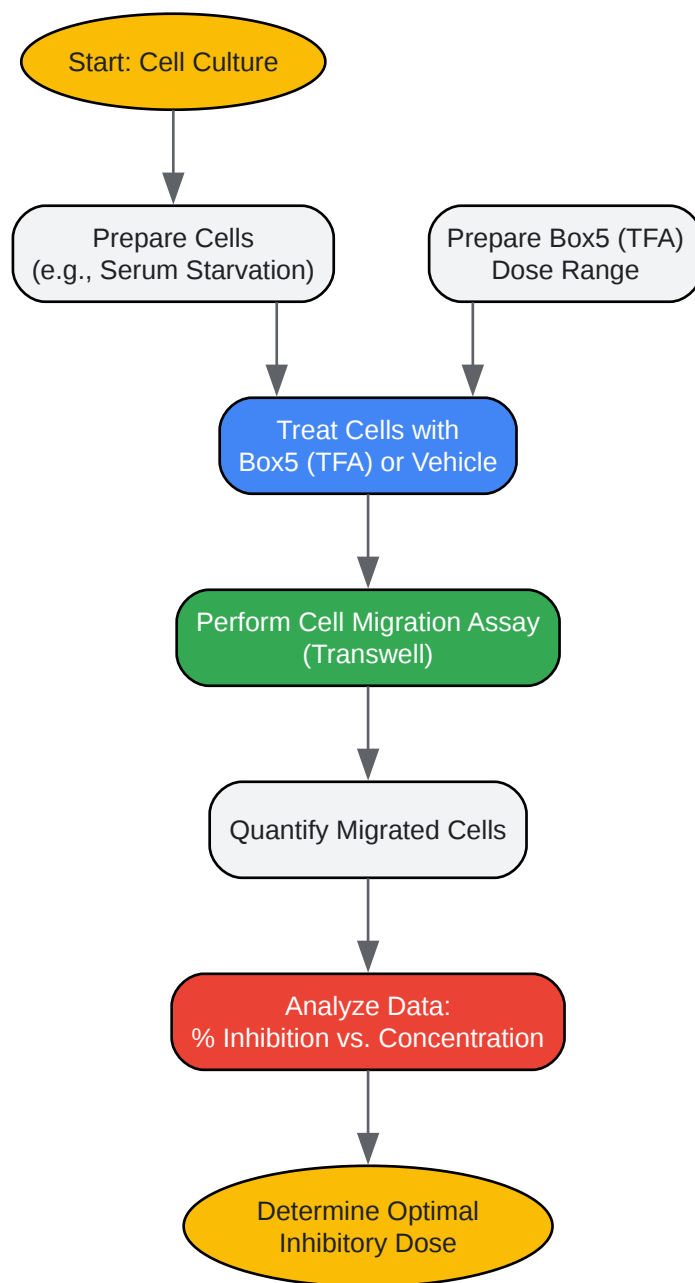 Start: Cell Culture
Prepare Cells
(e.g., Serum Starvation)
Prepare Box5 (TFA)
Dose Range
Treat Cells with
Box5 (TFA) or Vehicle
Perform Cell Migration Assay
(Transwell)
Quantify Migrated Cells
Analyze Data:
% Inhibition vs. Concentration
Determine Optimal
Inhibitory Dose